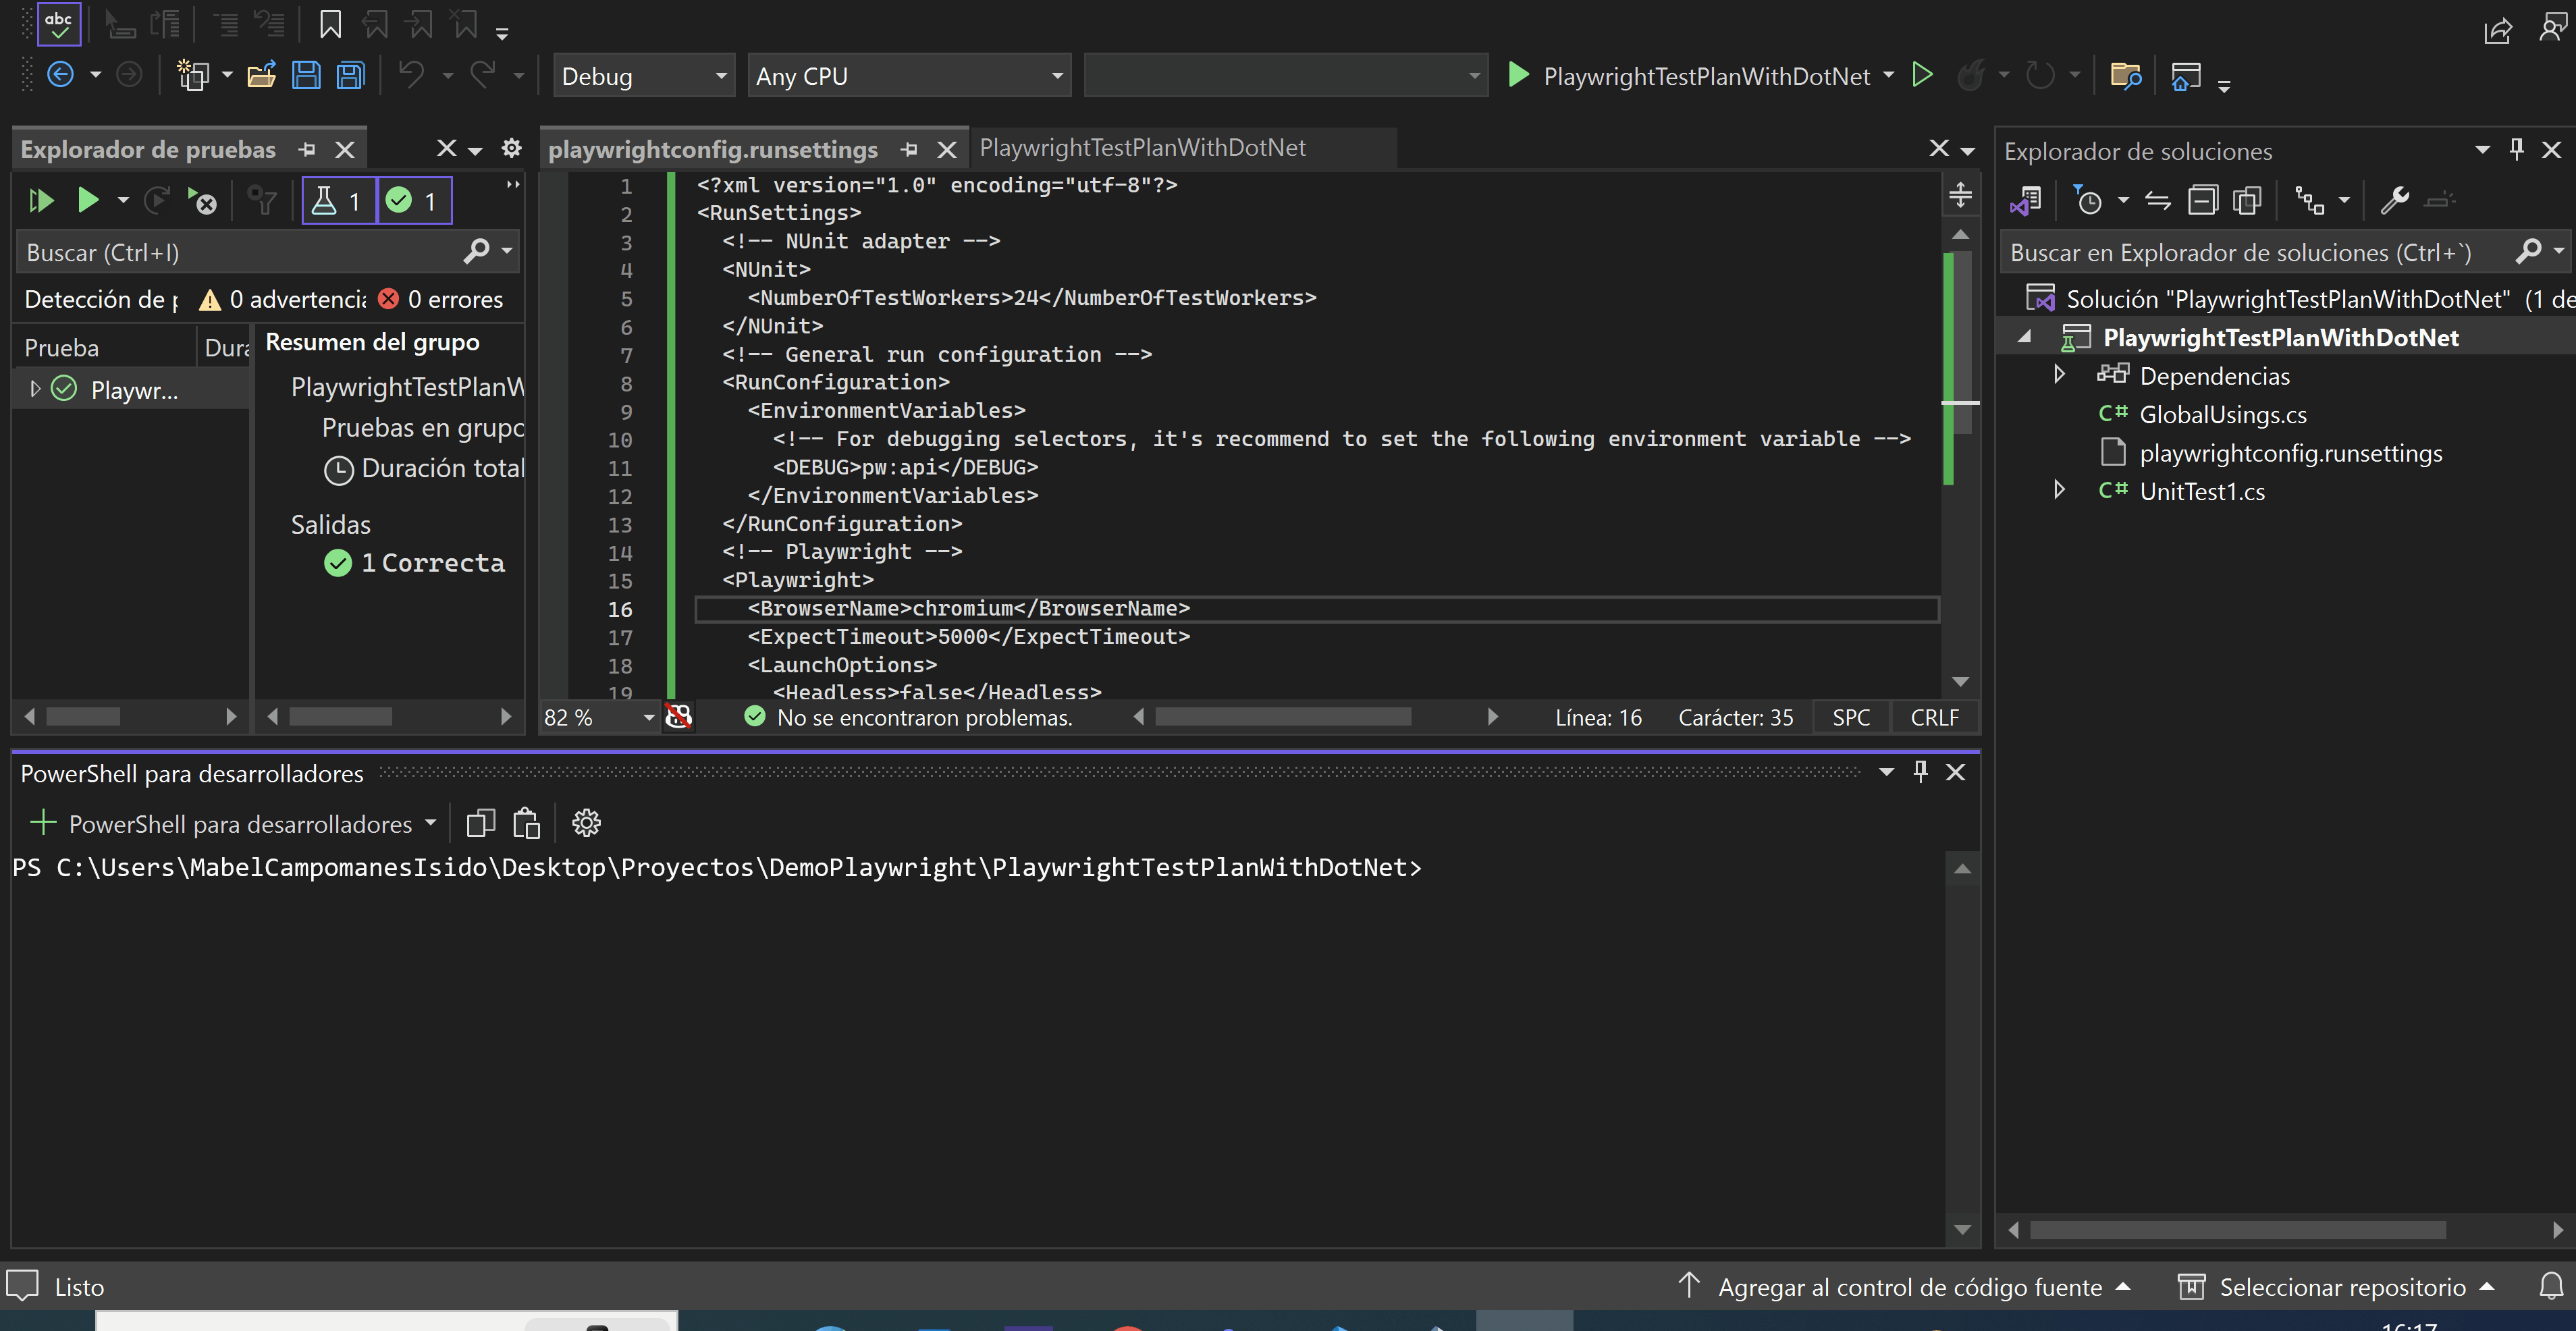 abc
Debug
Any CPU
PlaywrightTestPlanWithDotNet
Explorador de pruebas
1
1
Buscar (Ctrl+I)
Detección de p
0 advertencia
0 errores
Prueba
Dura
Playwr...
Resumen del grupo
PlaywrightTestPlanW
Pruebas en grupo
Duración total
Salidas
1 Correcta
playwrightconfig.runsettings
PlaywrightTestPlanWithDotNet
1 <?xml version="1.0" encoding="utf-8"?>
2 <RunSettings>
3 <!-- NUnit adapter -->
4 <NUnit>
5 <NumberOfTestWorkers>24</NumberOfTestWorkers>
6 </NUnit>
7 <!-- General run configuration -->
8 <RunConfiguration>
9 <EnvironmentVariables>
10 <!-- For debugging selectors, it's recommend to set the following environment variable -->
11 <DEBUG>pw:api</DEBUG>
12 </EnvironmentVariables>
13 </RunConfiguration>
14 <!-- Playwright -->
15 <Playwright>
16 <BrowserName>chromium</BrowserName>
17 <ExpectTimeout>5000</ExpectTimeout>
18 <LaunchOptions>
19 <Headless>false</Headless>
82 %
No se encontraron problemas.
Línea: 16
Carácter: 35
SPC
CRLF
Explorador de soluciones
Buscar en Explorador de soluciones (Ctrl+`)
Solución "PlaywrightTestPlanWithDotNet" (1 de
PlaywrightTestPlanWithDotNet
Dependencias
C# GlobalUsings.cs
playwrightconfig.runsettings
C# UnitTest1.cs
PowerShell para desarrolladores
PowerShell para desarrolladores
PS C:\Users\MabelCampomanesIsido\Desktop\Proyectos\DemoPlaywright\PlaywrightTestPlanWithDotNet>
Listo
Agregar al control de código fuente
Seleccionar repositorio
16:17